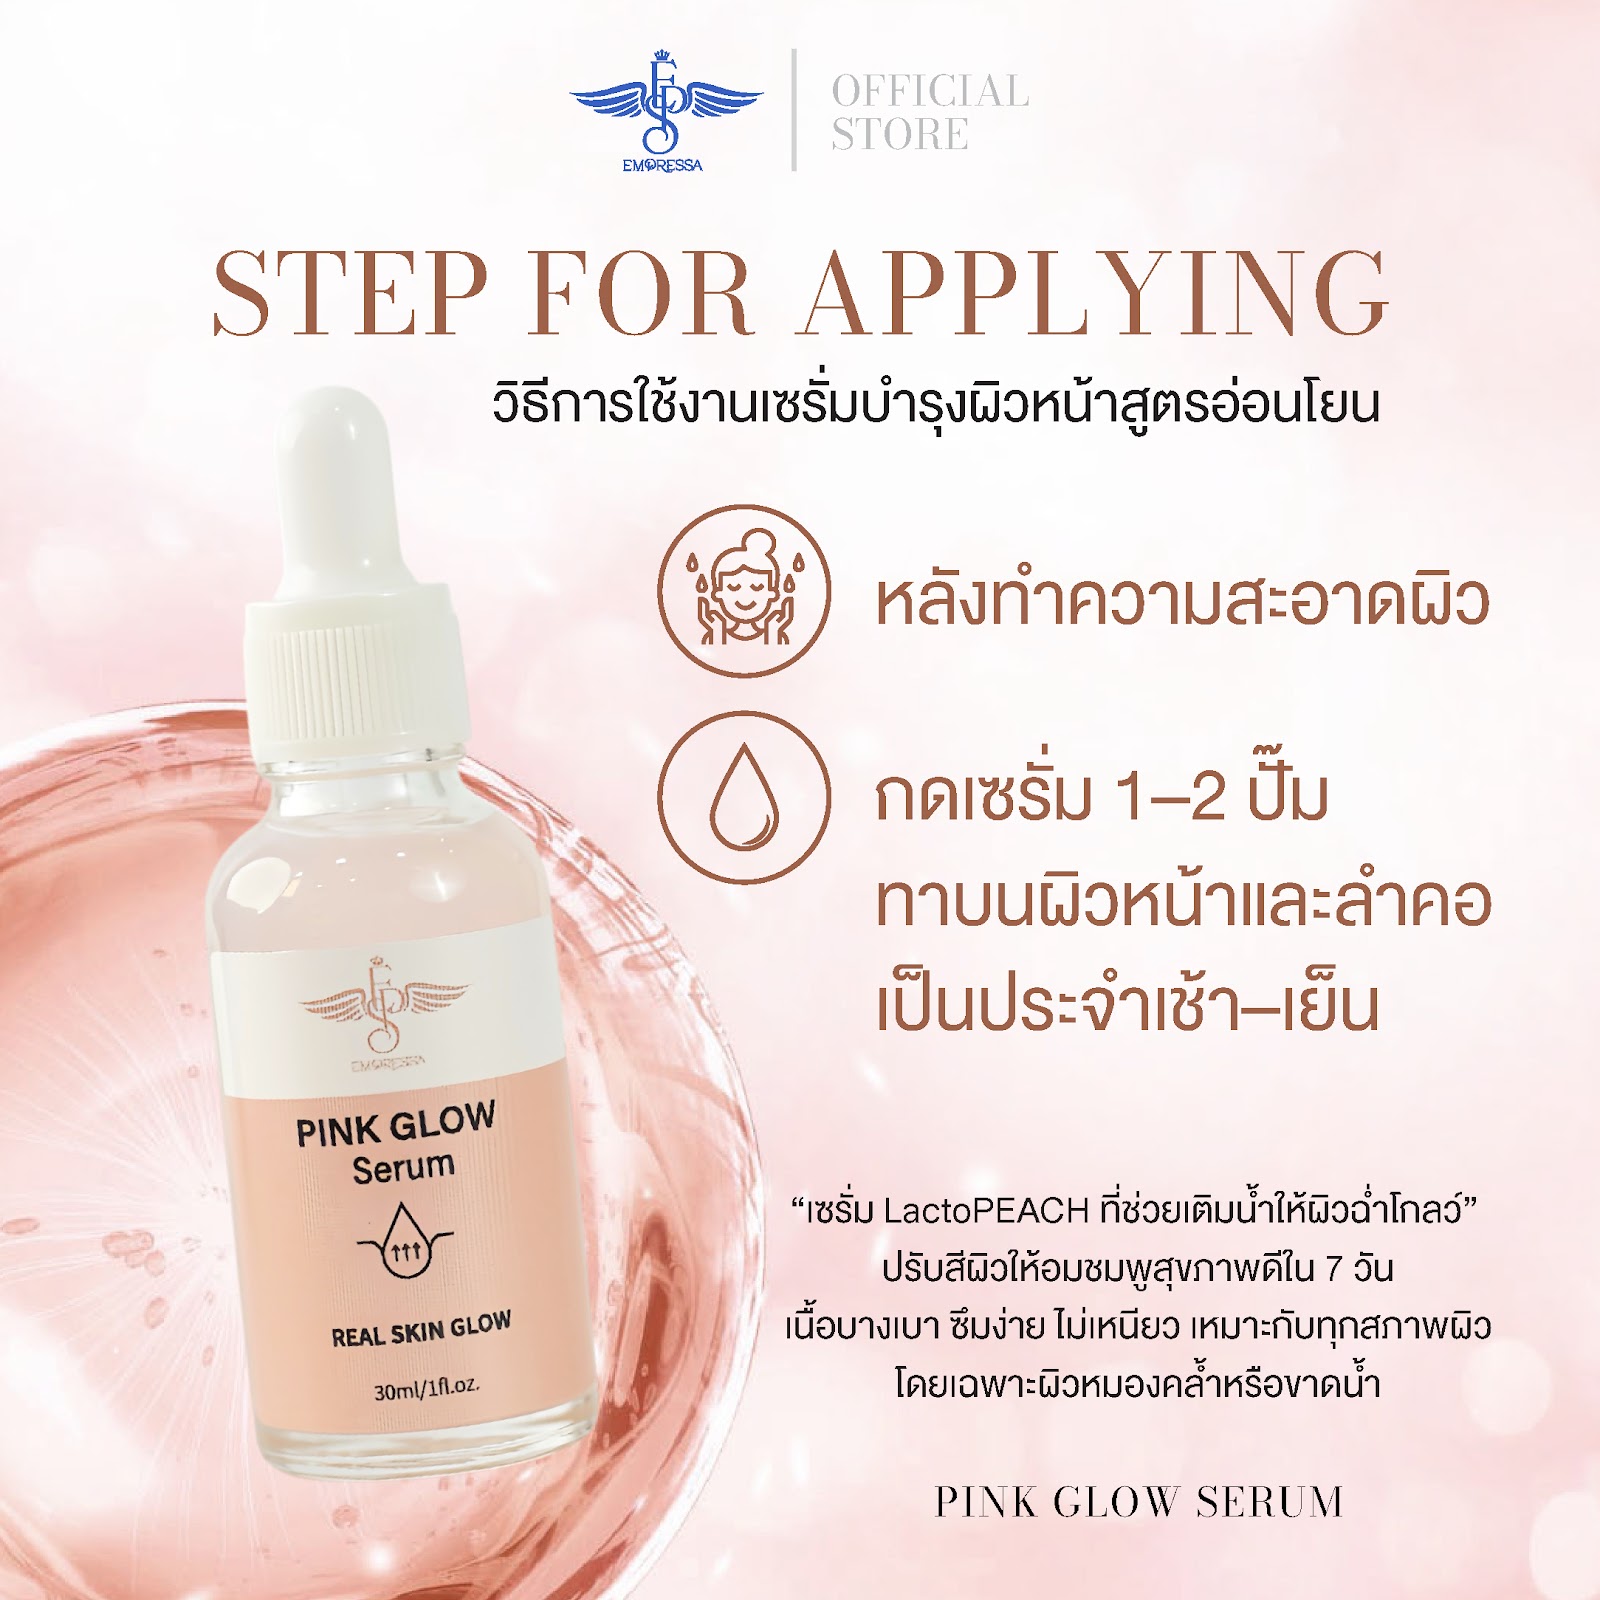 EMPRESSA
OFFICIAL
STORE
STEP FOR APPLYING
วิธีการใช้งานเซรั่มบำรุงผิวหน้าสูตรอ่อนโยน
หลังทำความสะอาดผิว
กดเซรั่ม 1–2 ปั๊ม
ทาบนผิวหน้าและลำคอ
เป็นประจำเช้า–เย็น
EMPRESSA
PINK GLOW
Serum
REAL SKIN GLOW
30ml/1fl.oz.
“เซรั่ม LactoPEACH ที่ช่วยเติมน้ำให้ผิวฉ่ำโกลว์”
ปรับสีผิวให้อมชมพูสุขภาพดีใน 7 วัน
เนื้อบางเบา ซึมง่าย ไม่เหนียว เหมาะกับทุกสภาพผิว
โดยเฉพาะผิวหมองคล้ำหรือขาดน้ำ
PINK GLOW SERUM